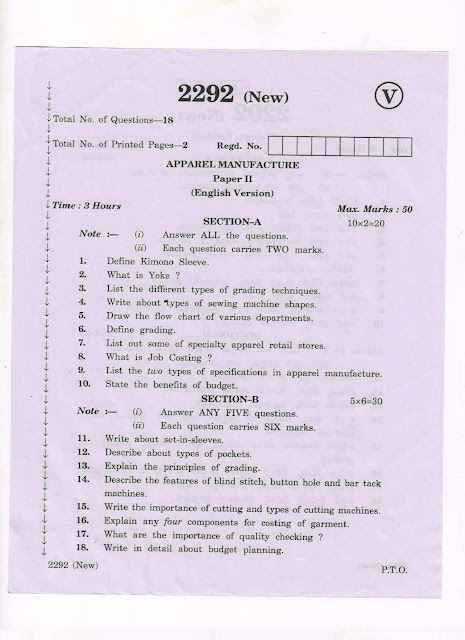 2292 (New)
V
Total No. of Questions—18
Total No. of Printed Pages—2 Regd. No.
APPAREL MANUFACTURE
Paper II
(English Version)
Time : 3 Hours Max. Marks : 50
SECTION–A 10×2=20
Note :— (i) Answer ALL the questions.
(ii) Each question carries TWO marks.
1. Define Kimono Sleeve.
2. What is Yoke ?
3. List the different types of grading techniques.
4. Write about types of sewing machine shapes.
5. Draw the flow chart of various departments.
6. Define grading.
7. List out some of specialty apparel retail stores.
8. What is Job Costing ?
9. List the two types of specifications in apparel manufacture.
10. State the benefits of budget.
SECTION–B 5×6=30
Note :— (i) Answer ANY FIVE questions.
(ii) Each question carries SIX marks.
11. Write about set-in-sleeves.
12. Describe about types of pockets.
13. Explain the principles of grading.
14. Describe the features of blind stitch, button hole and bar tack
machines.
15. Write the importance of cutting and types of cutting machines.
16. Explain any four components for costing of garment.
17. What are the importance of quality checking ?
18. Write in detail about budget planning.
2292 (New) P.T.O.